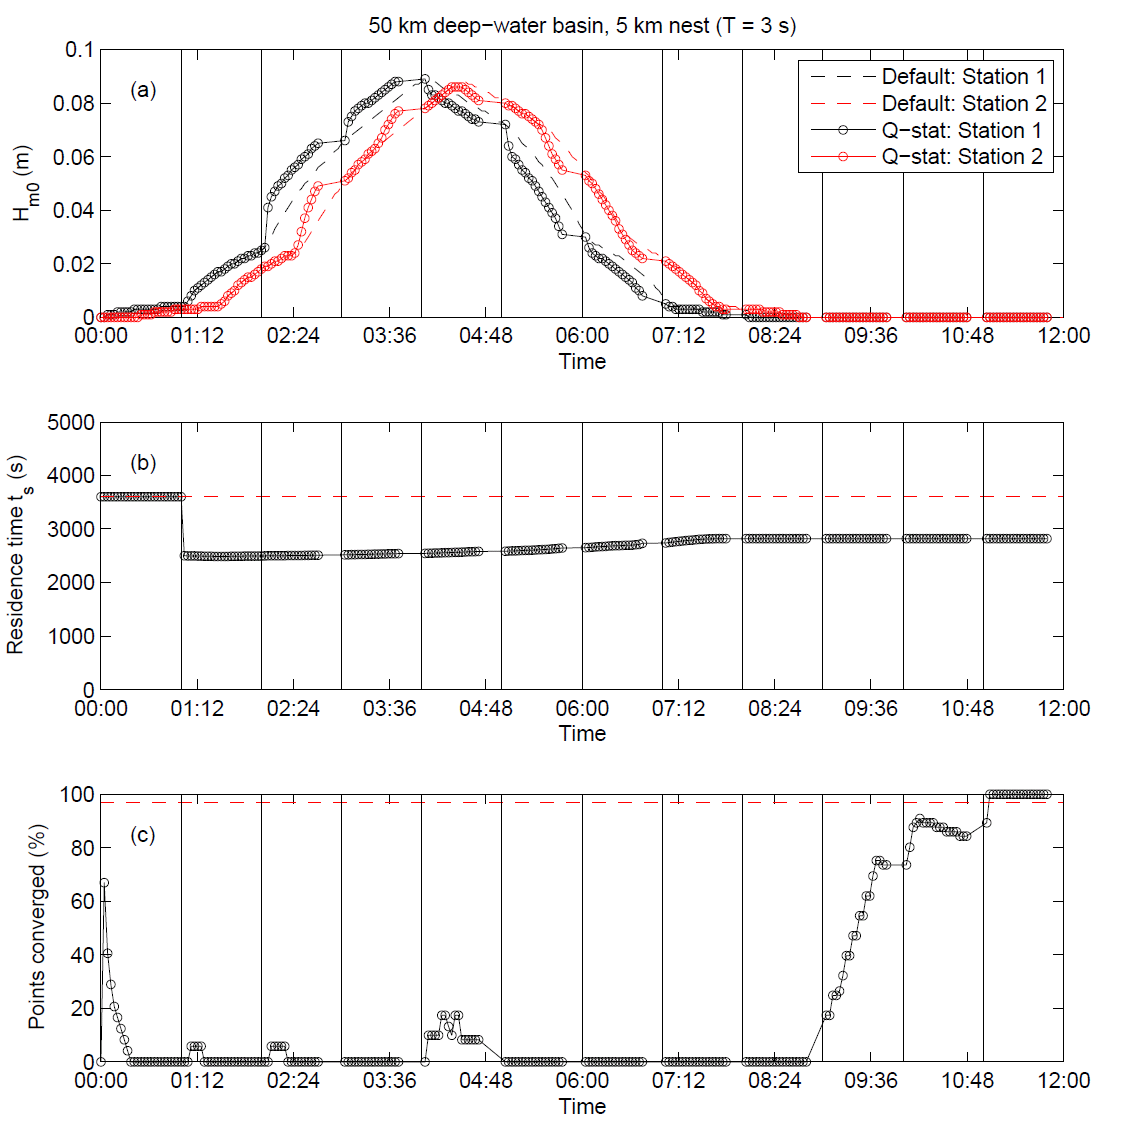 50 km deep−water basin, 5 km nest (T = 3 s)
(a)
Default: Station 1
Default: Station 2
Q−stat: Station 1
Q−stat: Station 2
0.1
0.08
0.06
0.04
0.02
0
Hm0 (m)
00:00 01:12 02:24 03:36 04:48 06:00 07:12 08:24 09:36 10:48 12:00
Time
(b)
5000
4000
3000
2000
1000
0
Residence time ts (s)
00:00 01:12 02:24 03:36 04:48 06:00 07:12 08:24 09:36 10:48 12:00
Time
(c)
100
80
60
40
20
0
Points converged (%)
00:00 01:12 02:24 03:36 04:48 06:00 07:12 08:24 09:36 10:48 12:00
Time